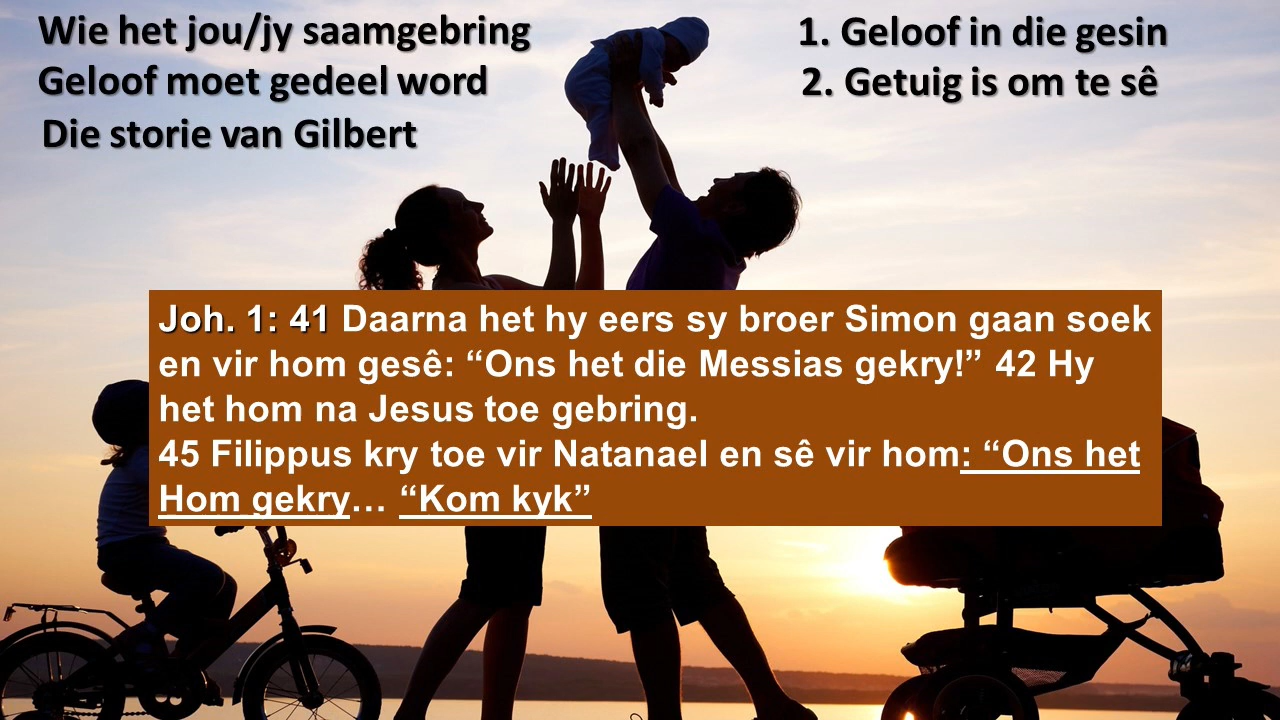 Wie het jou/jy saamgebring
Geloof moet gedeel word
Die storie van Gilbert
1. Geloof in die gesin
2. Getuig is om te sê
Joh. 1: 41 Daarna het hy eers sy broer Simon gaan soek
en vir hom gesê: “Ons het die Messias gekry!” 42 Hy
het hom na Jesus toe gebring.
45 Filippus kry toe vir Natanael en sê vir hom: “Ons het
Hom gekry… “Kom kyk”